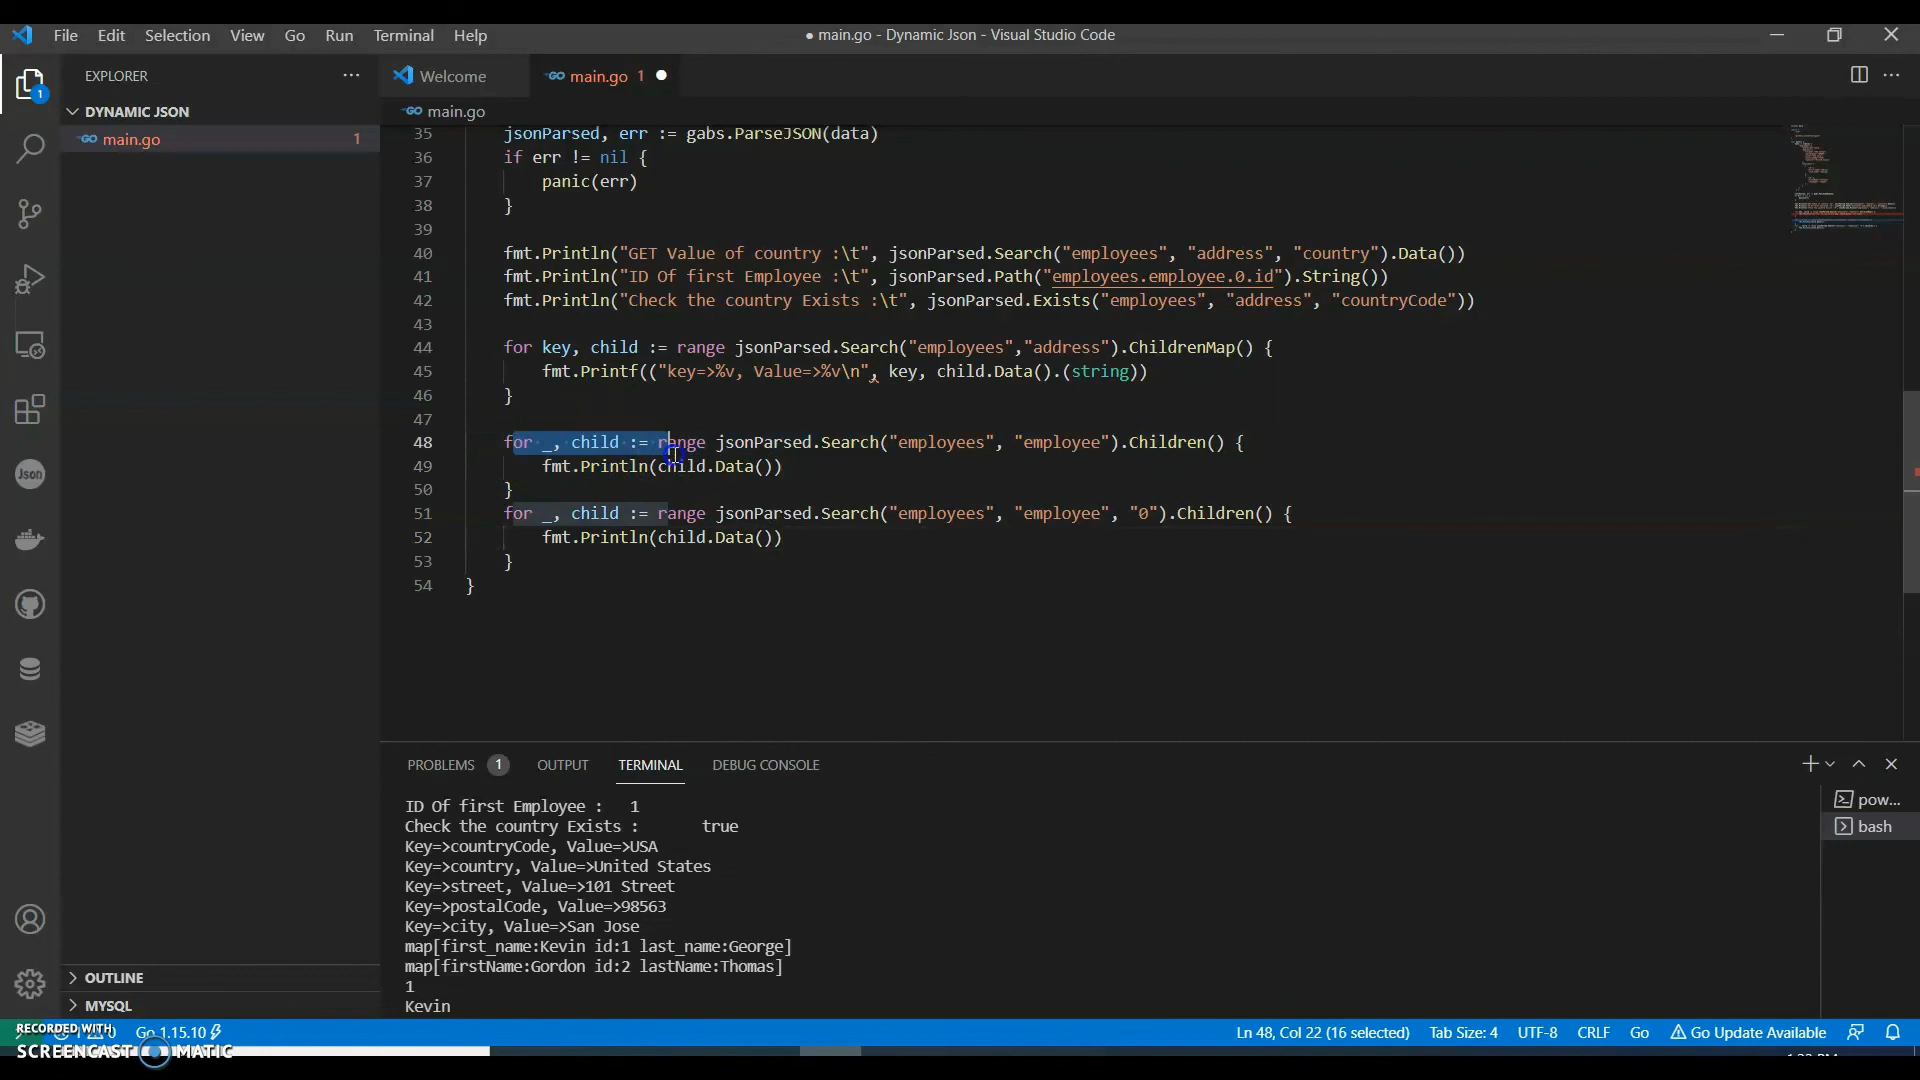 File Edit Selection View Go Run Terminal Help
● main.go - Dynamic Json - Visual Studio Code
EXPLORER
Welcome
main.go 1
DYNAMIC JSON
main.go 1
main.go
35 jsonParsed, err := gabs.ParseJSON(data)
36 if err != nil {
37 panic(err)
38 }
39
40 fmt.Println("GET Value of country :\t", jsonParsed.Search("employees", "address", "country").Data())
41 fmt.Println("ID Of first Employee :\t", jsonParsed.Path("employees.employee.0.id").String())
42 fmt.Println("Check the country Exists :\t", jsonParsed.Exists("employees", "address", "countryCode"))
43
44 for key, child := range jsonParsed.Search("employees","address").ChildrenMap() {
45 fmt.Printf(("key=>%v, Value=>%v\n", key, child.Data().(string))
46 }
47
48 for _, child := range jsonParsed.Search("employees", "employee").Children() {
49 fmt.Println(child.Data())
50 }
51 for _, child := range jsonParsed.Search("employees", "employee", "0").Children() {
52 fmt.Println(child.Data())
53 }
54 }
PROBLEMS 1 OUTPUT TERMINAL DEBUG CONSOLE
ID Of first Employee : 1
Check the country Exists : true
Key=>countryCode, Value=>USA
Key=>country, Value=>United States
Key=>street, Value=>101 Street
Key=>postalCode, Value=>98563
Key=>city, Value=>San Jose
map[first_name:Kevin id:1 last_name:George]
map[firstName:Gordon id:2 lastName:Thomas]
1
Kevin
pow...
bash
1
Json
OUTLINE
MYSQL
Go 1.15.10
Ln 48, Col 22 (16 selected) Tab Size: 4 UTF-8 CRLF Go Go Update Available
RECORDED WITH
SCREENCAST MATIC